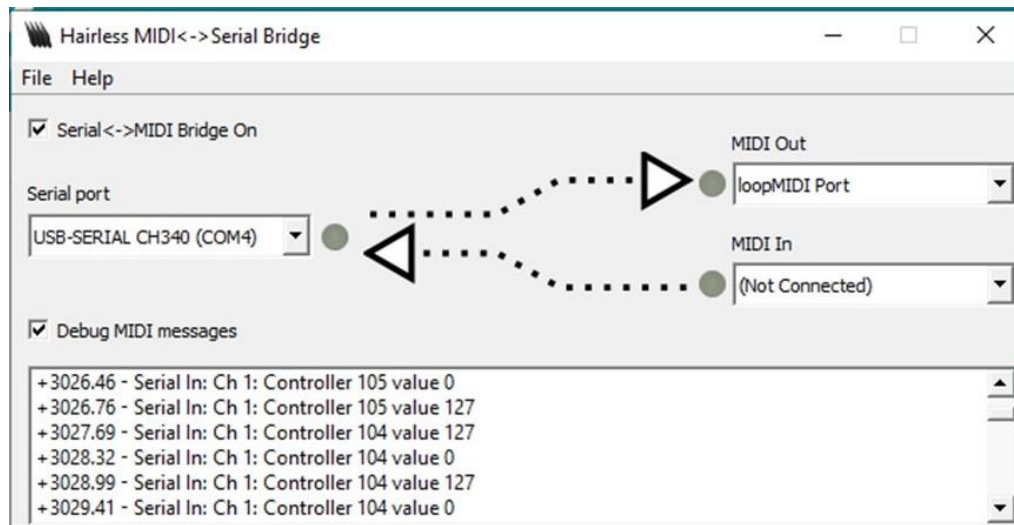 Hairless MIDI<->Serial Bridge
File Help
Serial<->MIDI Bridge On
MIDI Out
Serial port
loopMIDI Port
USB-SERIAL CH340 (COM4)
MIDI In
(Not Connected)
Debug MIDI messages
+3026.46 - Serial In: Ch 1: Controller 105 value 0
+3026.76 - Serial In: Ch 1: Controller 105 value 127
+3027.69 - Serial In: Ch 1: Controller 104 value 127
+3028.32 - Serial In: Ch 1: Controller 104 value 0
+3028.99 - Serial In: Ch 1: Controller 104 value 127
+3029.41 - Serial In: Ch 1: Controller 104 value 0